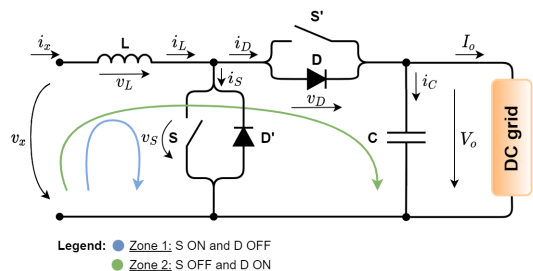 S'
i_x L i_L i_D D I_o
v_L i_S v_D i_C
v_x v_S S D' C V_o DC grid
Legend: Zone 1: S ON and D OFF
Zone 2: S OFF and D ON